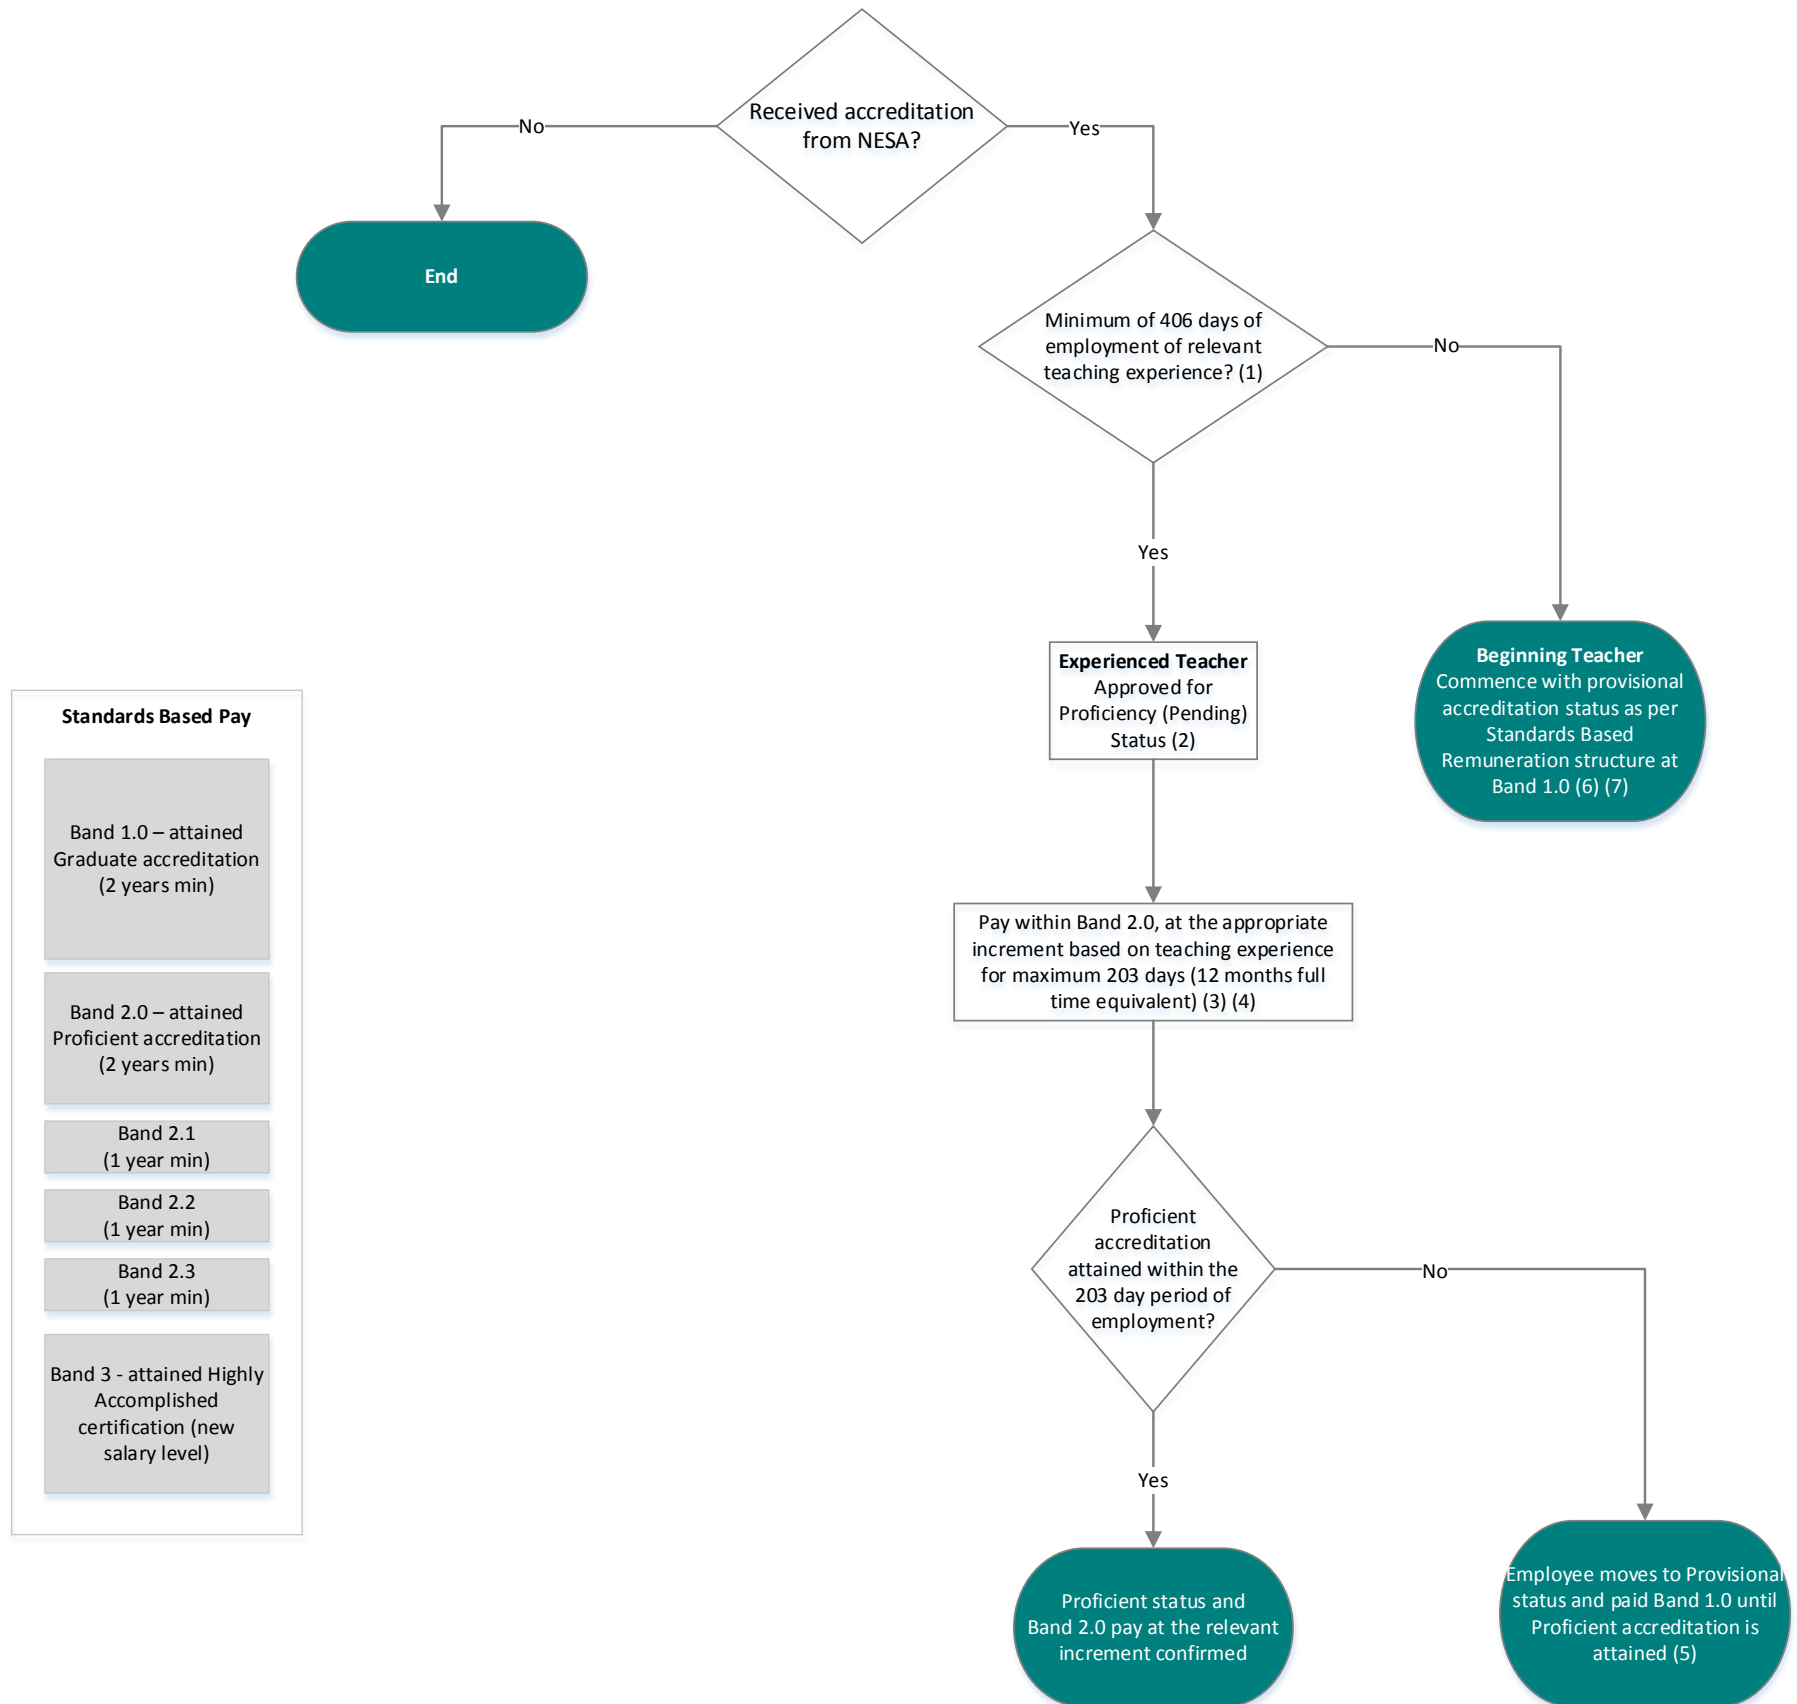 Received accreditation
from NESA?
No
Yes
End
Minimum of 406 days of
employment of relevant
teaching experience? (1)
No
Yes
Experienced Teacher
Approved for
Proficiency (Pending)
Status (2)
Beginning Teacher
Commence with provisional
accreditation status as per
Standards Based
Remuneration structure at
Band 1.0 (6) (7)
Standards Based Pay
Band 1.0 – attained
Graduate accreditation
(2 years min)
Band 2.0 – attained
Proficient accreditation
(2 years min)
Band 2.1
(1 year min)
Band 2.2
(1 year min)
Band 2.3
(1 year min)
Band 3 - attained Highly
Accomplished
certification (new
salary level)
Pay within Band 2.0, at the appropriate
increment based on teaching experience
for maximum 203 days (12 months full
time equivalent) (3) (4)
Proficient
accreditation
attained within the
203 day period of
employment?
No
Yes
Proficient status and
Band 2.0 pay at the relevant
increment confirmed
Employee moves to Provisional
status and paid Band 1.0 until
Proficient accreditation is
attained (5)